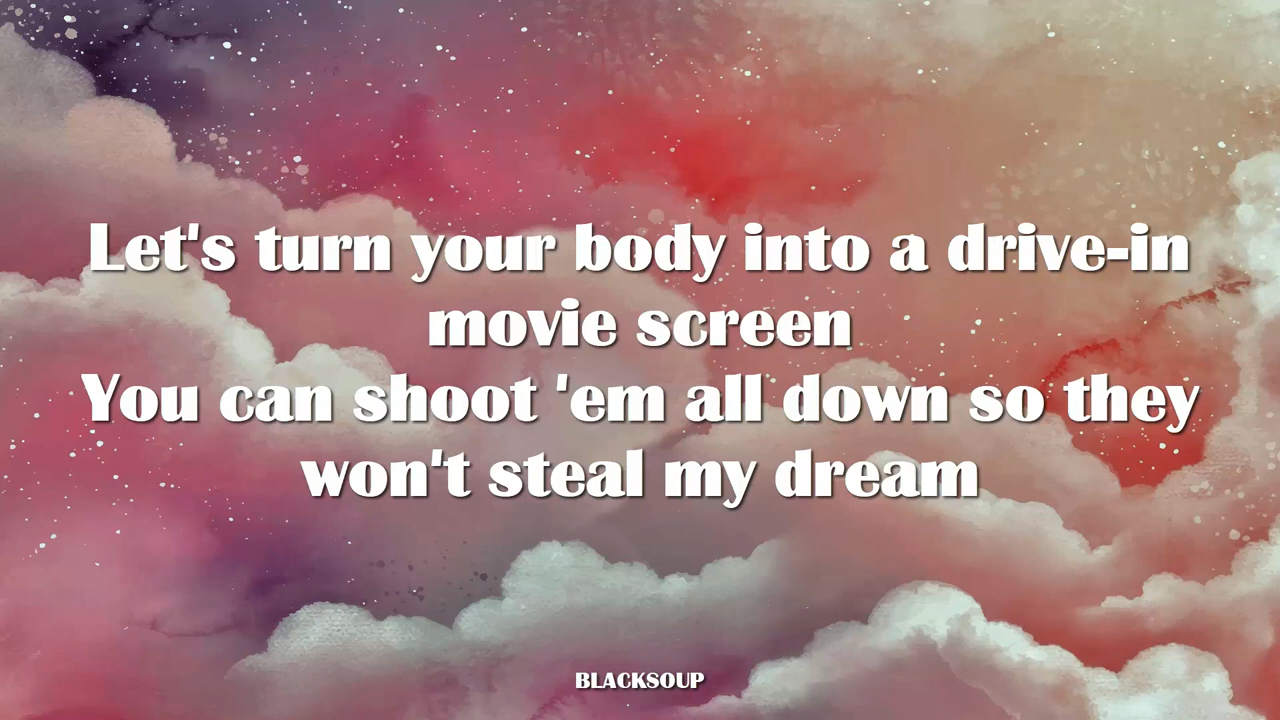 Let's turn your body into a drive-in
movie screen
You can shoot 'em all down so they
won't steal my dream
BLACKSOUP